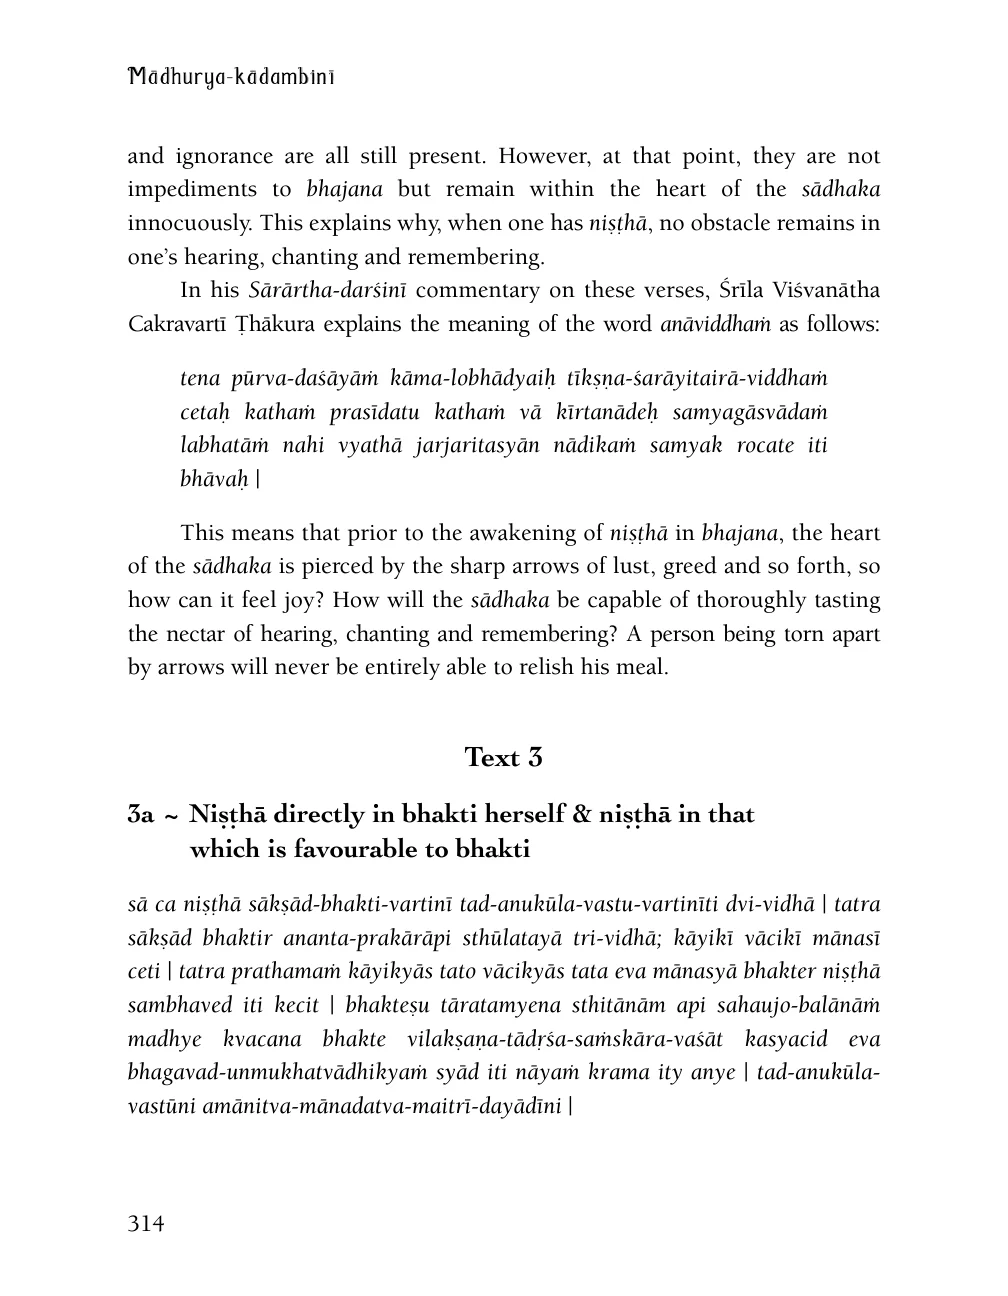 Mādhurya-kādambinī
and ignorance are all still present. However, at that point, they are not
impediments to bhajana but remain within the heart of the sādhaka
innocuously. This explains why, when one has niṣṭhā, no obstacle remains in
one’s hearing, chanting and remembering.
In his Sārārtha-darśinī commentary on these verses, Śrīla Viśvanātha
Cakravartī Ṭhākura explains the meaning of the word anāviddhaṁ as follows:
tena pūrva-daśāyāṁ kāma-lobhādyaiḥ tīkṣṇa-śarāyitairā-viddhaṁ
cetaḥ kathaṁ prasīdatu kathaṁ vā kīrtanādeḥ samyagāsvādaṁ
labhatāṁ nahi vyathā jarjaritasyān nādikaṁ samyak rocate iti
bhāvaḥ |
This means that prior to the awakening of niṣṭhā in bhajana, the heart
of the sādhaka is pierced by the sharp arrows of lust, greed and so forth, so
how can it feel joy? How will the sādhaka be capable of thoroughly tasting
the nectar of hearing, chanting and remembering? A person being torn apart
by arrows will never be entirely able to relish his meal.
Text 3
3a ~ Niṣṭhā directly in bhakti herself & niṣṭhā in that
which is favourable to bhakti
sā ca niṣṭhā sākṣād-bhakti-vartinī tad-anukūla-vastu-vartinīti dvi-vidhā | tatra
sākṣād bhaktir ananta-prakārāpi sthūlatayā tri-vidhā; kāyikī vācikī mānasī
ceti | tatra prathamaṁ kāyikyās tato vācikyās tata eva mānasyā bhakter niṣṭhā
sambhaved iti kecit | bhakteṣu tāratamyena sthitānām api sahaujo-balānāṁ
madhye kvacana bhakte vilakṣaṇa-tādṛśa-saṁskāra-vaśāt kasyacid eva
bhagavad-unmukhatvādhikyaṁ syād iti nāyaṁ krama ity anye | tad-anukūla-
vastūni amānitva-mānadatva-maitrī-dayādīni |
314